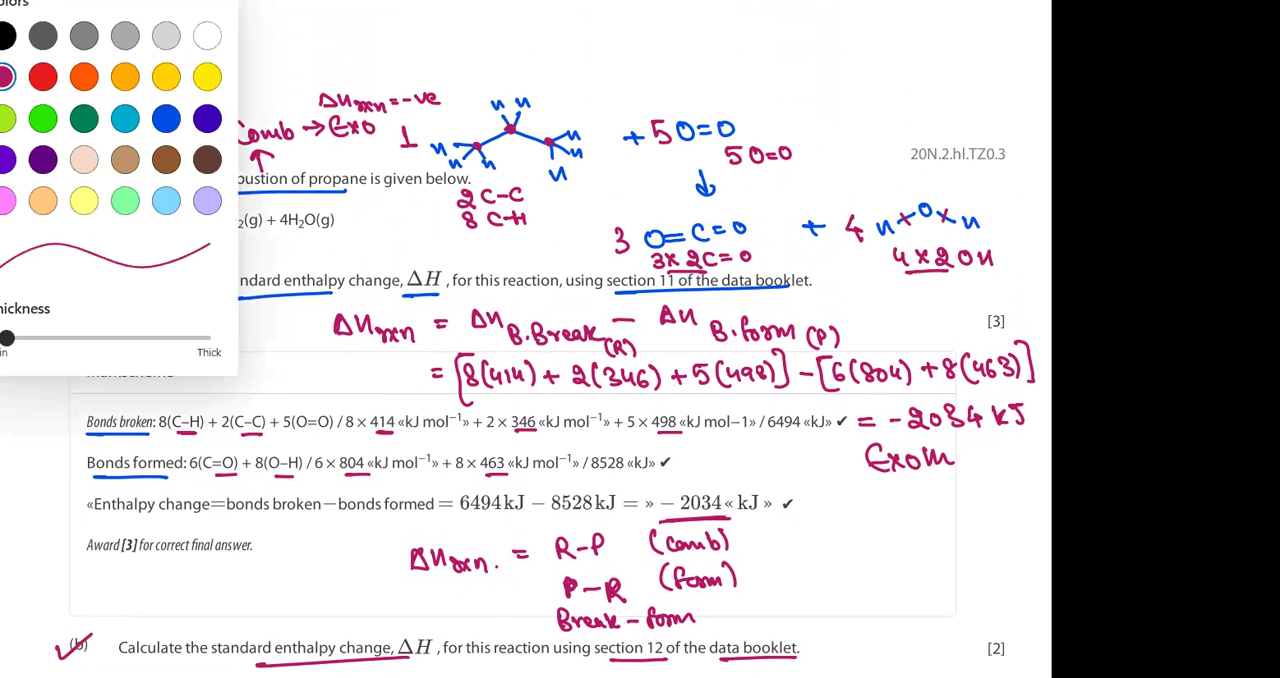 olors
ΔHrxn = -ve
Comb → Exo 1
H H
H H H H H H
+ 5 O=O
5 O=O
20N.2.hl.TZ0.3
bustion of propane is given below.
2 C-C
8 C-H
2(g) + 4H2O(g)
3 O=C=O + 4 H × O × H
3 × 2C=O 4 × 2OH
ndard enthalpy change, ΔH , for this reaction, using section 11 of the data booklet.
hickness
in Thick
[3]
ΔHrxn = ΔH B.Break (R) – ΔH B.form (P)
= [8(414) + 2(346) + 5(498)] – [6(804) + 8(463)]
Bonds broken: 8(C–H) + 2(C–C) + 5(O=O) / 8 × 414 «kJ mol−1» + 2 × 346 «kJ mol−1» + 5 × 498 «kJ mol−1» / 6494 «kJ» ✔
= -2034 kJ
Exom
Bonds formed: 6(C=O) + 8(O–H) / 6 × 804 «kJ mol−1» + 8 × 463 «kJ mol−1» / 8528 «kJ» ✔
«Enthalpy change=bonds broken−bonds formed = 6494 kJ − 8528 kJ = » − 2034 « kJ » ✔
Award [3] for correct final answer.
ΔHrxn. = R-P (comb)
P-R (form)
Break - form
(b) Calculate the standard enthalpy change, ΔH , for this reaction using section 12 of the data booklet. [2]